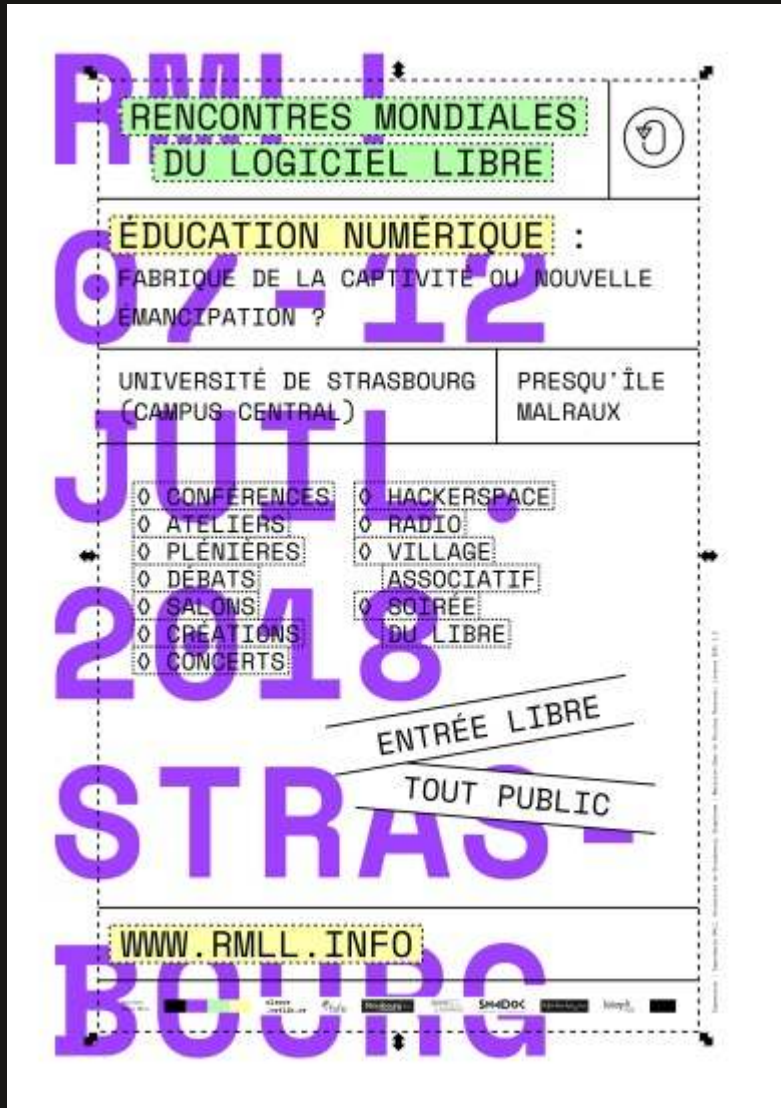 RMLL
RENCONTRES MONDIALES
DU LOGICIEL LIBRE
07-12
ÉDUCATION NUMÉRIQUE :
FABRIQUE DE LA CAPTIVITÉ OU NOUVELLE
ÉMANCIPATION ?
UNIVERSITÉ DE STRASBOURG
(CAMPUS CENTRAL)
PRESQU'ÎLE
MALRAUX
JUIL.
◊ CONFÉRENCES
◊ ATELIERS
◊ PLÉNIÈRES
◊ DÉBATS
◊ SALONS
◊ CRÉATIONS
◊ CONCERTS
◊ HACKERSPACE
◊ RADIO
◊ VILLAGE
ASSOCIATIF
◊ SOIRÉE
DU LIBRE
2018
ENTRÉE LIBRE
TOUT PUBLIC
STRAS-
BOURG
WWW.RMLL.INFO